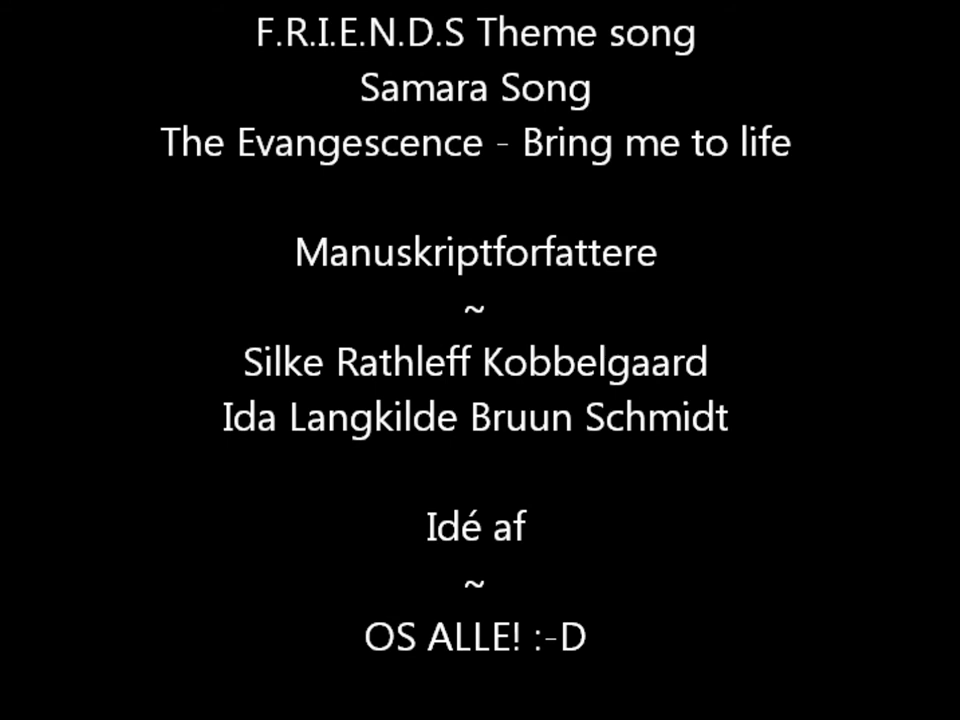 F.R.I.E.N.D.S Theme song
Samara Song
The Evangescence - Bring me to life
Manuskriptforfattere
~
Silke Rathleff Kobbelgaard
Ida Langkilde Bruun Schmidt
Idé af
~
OS ALLE! :-D